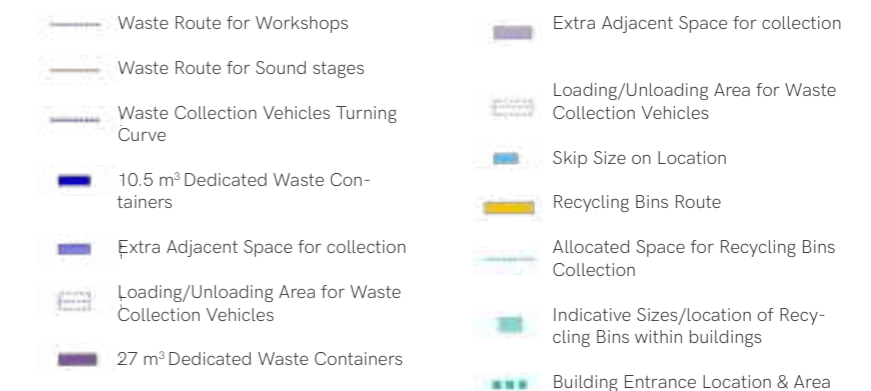 Waste Route for Workshops
Waste Route for Sound stages
Waste Collection Vehicles Turning
Curve
10.5 m³ Dedicated Waste Con-
tainers
Extra Adjacent Space for collection
Loading/Unloading Area for Waste
Collection Vehicles
27 m³ Dedicated Waste Containers
Extra Adjacent Space for collection
Loading/Unloading Area for Waste
Collection Vehicles
Skip Size on Location
Recycling Bins Route
Allocated Space for Recycling Bins
Collection
Indicative Sizes/location of Recy-
cling Bins within buildings
Building Entrance Location & Area